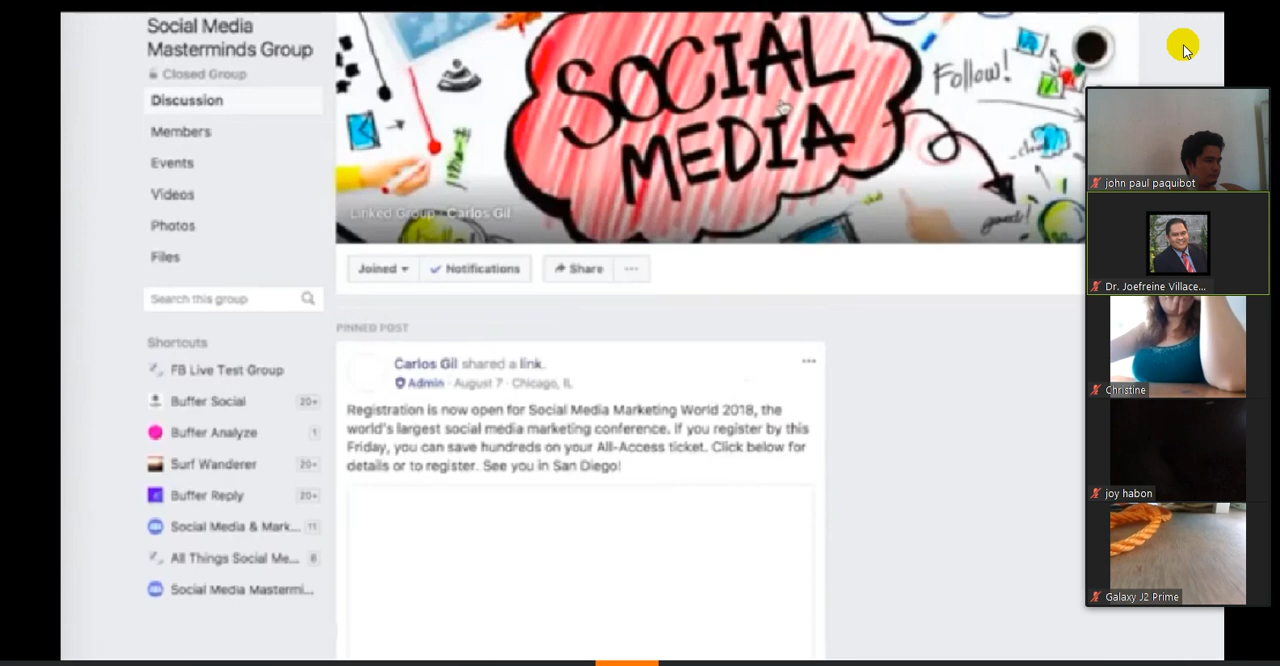 Social Media
Masterminds Group
Closed Group
Discussion
Members
Events
Videos
Photos
Files
Search this group
Shortcuts
FB Live Test Group
Buffer Social 20+
Buffer Analyze 1
Surf Wanderer 20+
Buffer Reply 20+
Social Media & Mark... 11
All Things Social Me... 8
Social Media Mastermi...
SOCIAL
MEDIA
Follow!
Linked Group · Carlos Gil
Joined
Notifications
Share
PINNED POST
Carlos Gil shared a link.
Admin · August 7 · Chicago, IL
Registration is now open for Social Media Marketing World 2018, the
world's largest social media marketing conference. If you register by this
Friday, you can save hundreds on your All-Access ticket. Click below for
details or to register. See you in San Diego!
john paul paquibot
Dr. Joefreine Villace...
Christine
joy habon
Galaxy J2 Prime